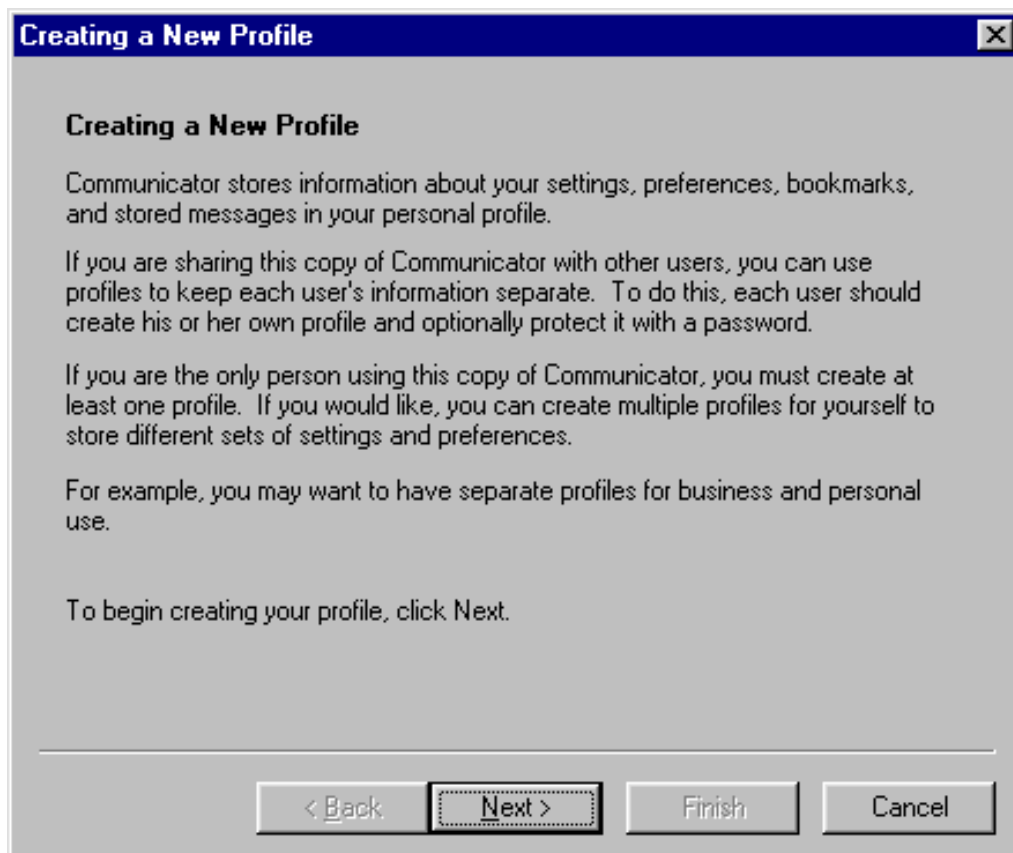 Creating a New Profile
Creating a New Profile
Communicator stores information about your settings, preferences, bookmarks,
and stored messages in your personal profile.
If you are sharing this copy of Communicator with other users, you can use
profiles to keep each user's information separate.  To do this, each user should
create his or her own profile and optionally protect it with a password.
If you are the only person using this copy of Communicator, you must create at
least one profile.  If you would like, you can create multiple profiles for yourself to
store different sets of settings and preferences.
For example, you may want to have separate profiles for business and personal
use.
To begin creating your profile, click Next.
< Back Next > Finish Cancel